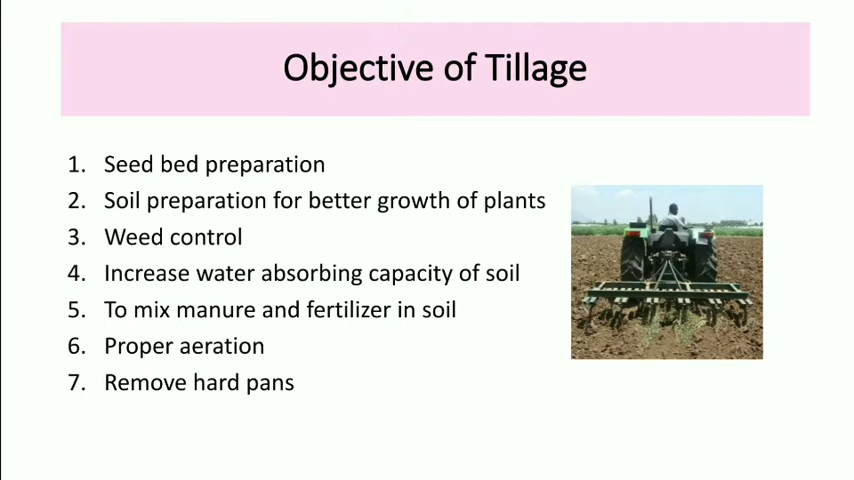 Objective of Tillage
1. Seed bed preparation
2. Soil preparation for better growth of plants
3. Weed control
4. Increase water absorbing capacity of soil
5. To mix manure and fertilizer in soil
6. Proper aeration
7. Remove hard pans